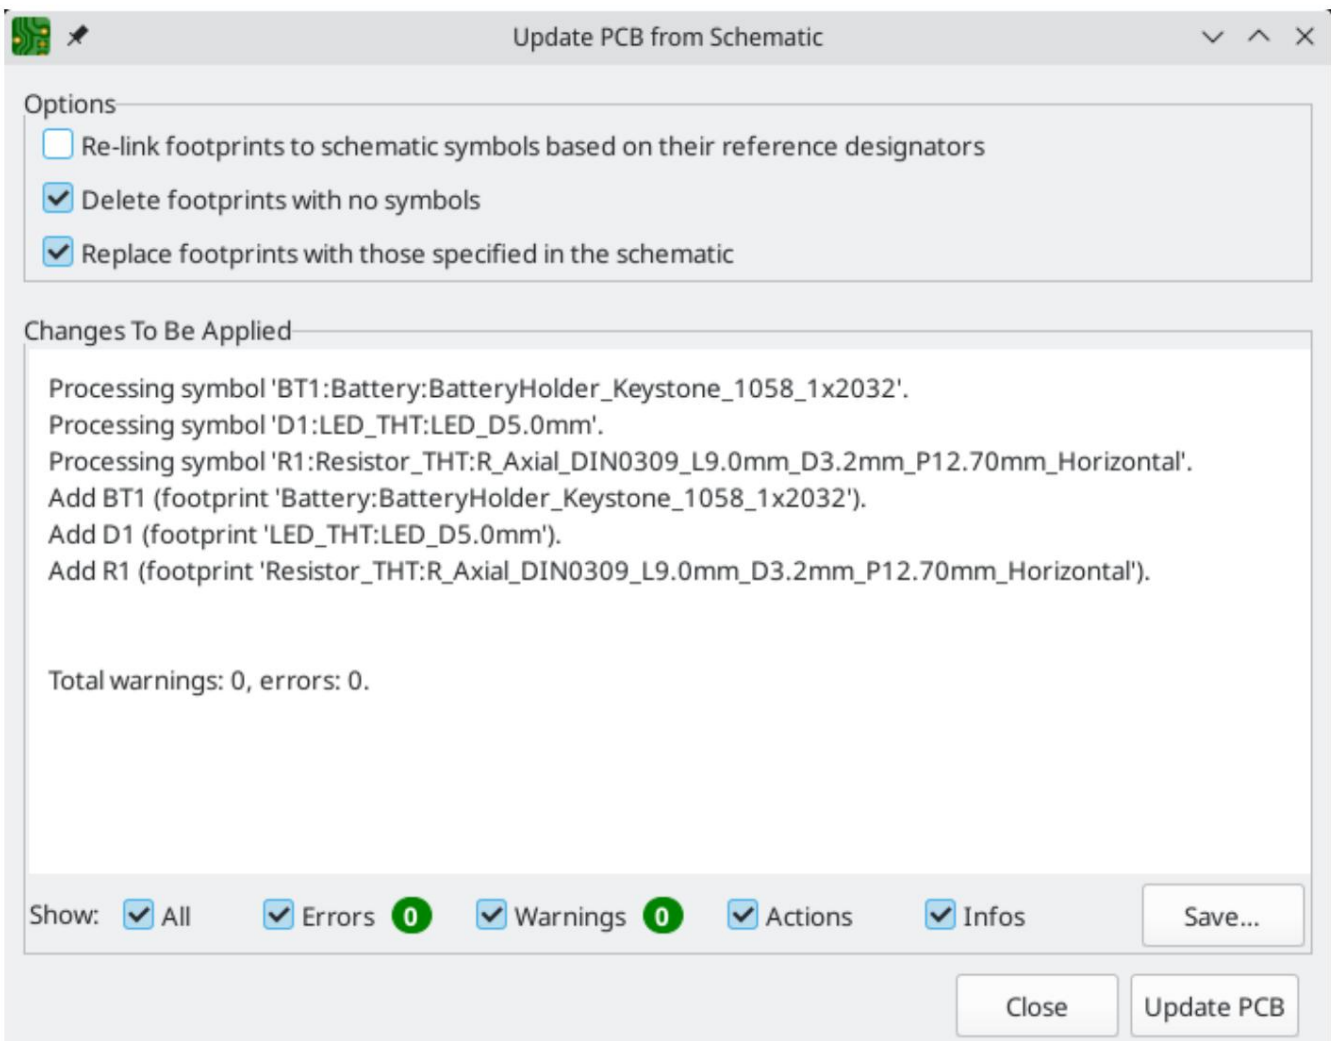 Update PCB from Schematic
Options
Re-link footprints to schematic symbols based on their reference designators
Delete footprints with no symbols
Replace footprints with those specified in the schematic
Changes To Be Applied
Processing symbol 'BT1:Battery:BatteryHolder_Keystone_1058_1x2032'.
Processing symbol 'D1:LED_THT:LED_D5.0mm'.
Processing symbol 'R1:Resistor_THT:R_Axial_DIN0309_L9.0mm_D3.2mm_P12.70mm_Horizontal'.
Add BT1 (footprint 'Battery:BatteryHolder_Keystone_1058_1x2032').
Add D1 (footprint 'LED_THT:LED_D5.0mm').
Add R1 (footprint 'Resistor_THT:R_Axial_DIN0309_L9.0mm_D3.2mm_P12.70mm_Horizontal').
Total warnings: 0, errors: 0.
Show: All Errors 0 Warnings 0 Actions Infos Save...
Close Update PCB